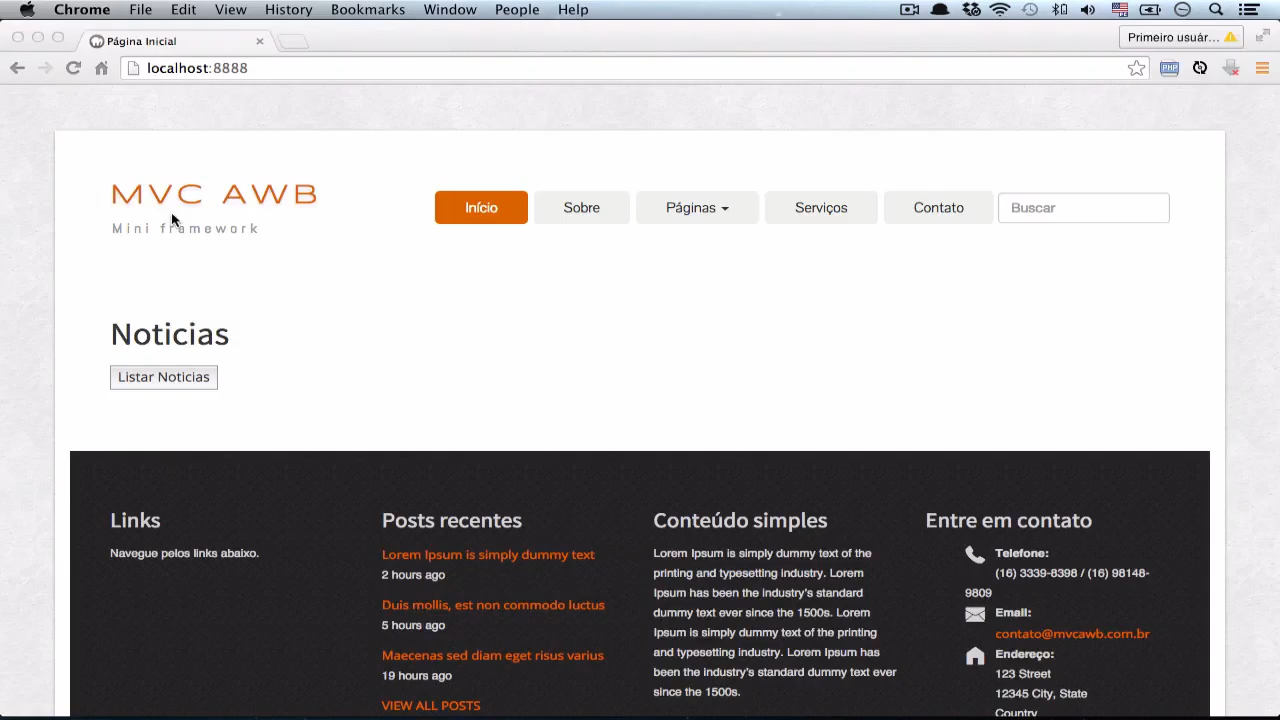 Chrome File Edit View History Bookmarks Window People Help
Página Inicial
Primeiro usuár...
localhost:8888
PHP
MVC AWB
Mini framework
Início Sobre Páginas Serviços Contato Buscar
Noticias
Listar Noticias
Links
Navegue pelos links abaixo.
Posts recentes
Lorem Ipsum is simply dummy text
2 hours ago
Duis mollis, est non commodo luctus
5 hours ago
Maecenas sed diam eget risus varius
19 hours ago
VIEW ALL POSTS
Conteúdo simples
Lorem Ipsum is simply dummy text of the
printing and typesetting industry. Lorem
Ipsum has been the industry's standard
dummy text ever since the 1500s. Lorem
Ipsum is simply dummy text of the printing
and typesetting industry. Lorem Ipsum has
been the industry's standard dummy text ever
since the 1500s.
Entre em contato
Telefone:
(16) 3339-8398 / (16) 98148-
9809
Email:
contato@mvcawb.com.br
Endereço:
123 Street
12345 City, State
Country